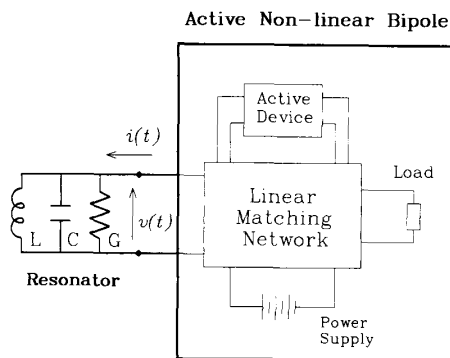 Active Non-linear Bipole
Active
Device
i(t)
Load
Linear
Matching
Network
v(t)
L C G
Resonator
Power
Supply